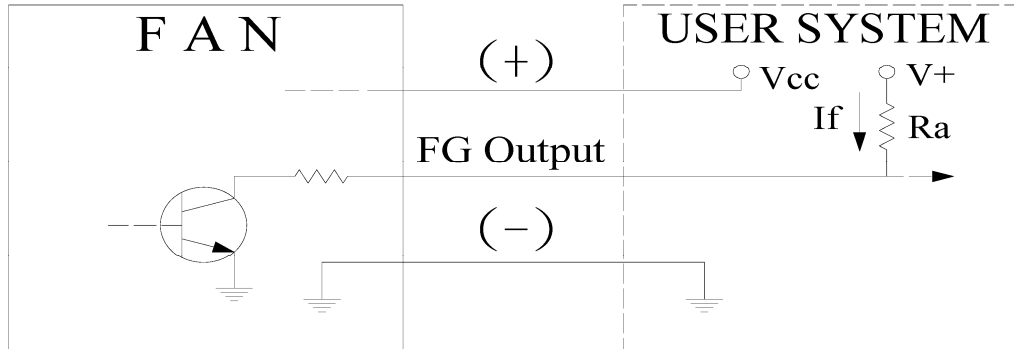 F A N
USER SYSTEM
(+)
Vcc
V+
If
Ra
FG Output
(-)